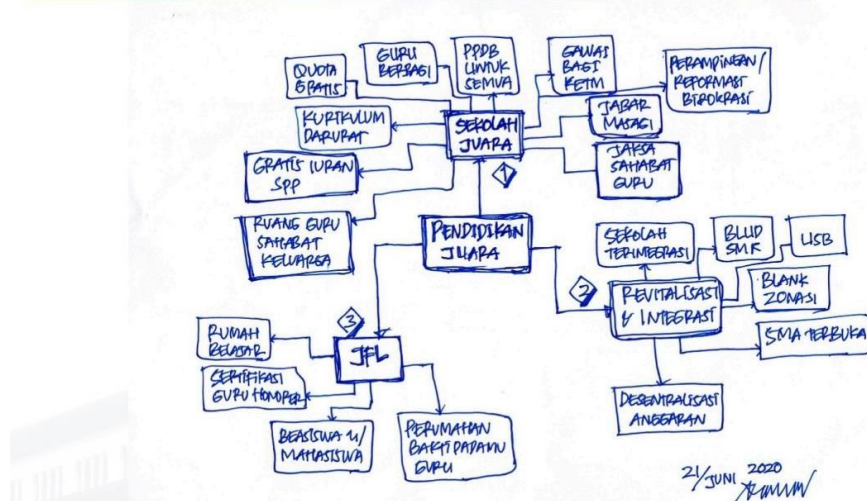 QUOTA
GRATIS
GURU
BERBAGI
PPDB
UNTUK
SEMUA
GAWAI
BAGI
KETM
PERAMPINGAN/
REFORMASI
BIROKRASI
KURIKULUM
DARURAT
SEKOLAH
JUARA
JABAR
MASAGI
GRATIS IURAN
SPP
JAKSA
SAHABAT
GURU
1
RUANG GURU
SAHABAT
KELUARGA
PENDIDIKAN
JUARA
SEKOLAH
TERINTEGRASI
BLUD
SMK
USB
2
REVITALISASI
& INTEGRASI
BLANK
ZONASI
SMA TERBUKA
3
RUMAH
BELAJAR
JFL
SERTIFIKASI
GURU HONORER
DESENTRALISASI
ANGGARAN
BEASISWA U/
MAHASISWA
PERUMAHAN
BAKTI PADAMU
GURU
21/JUNI 2020